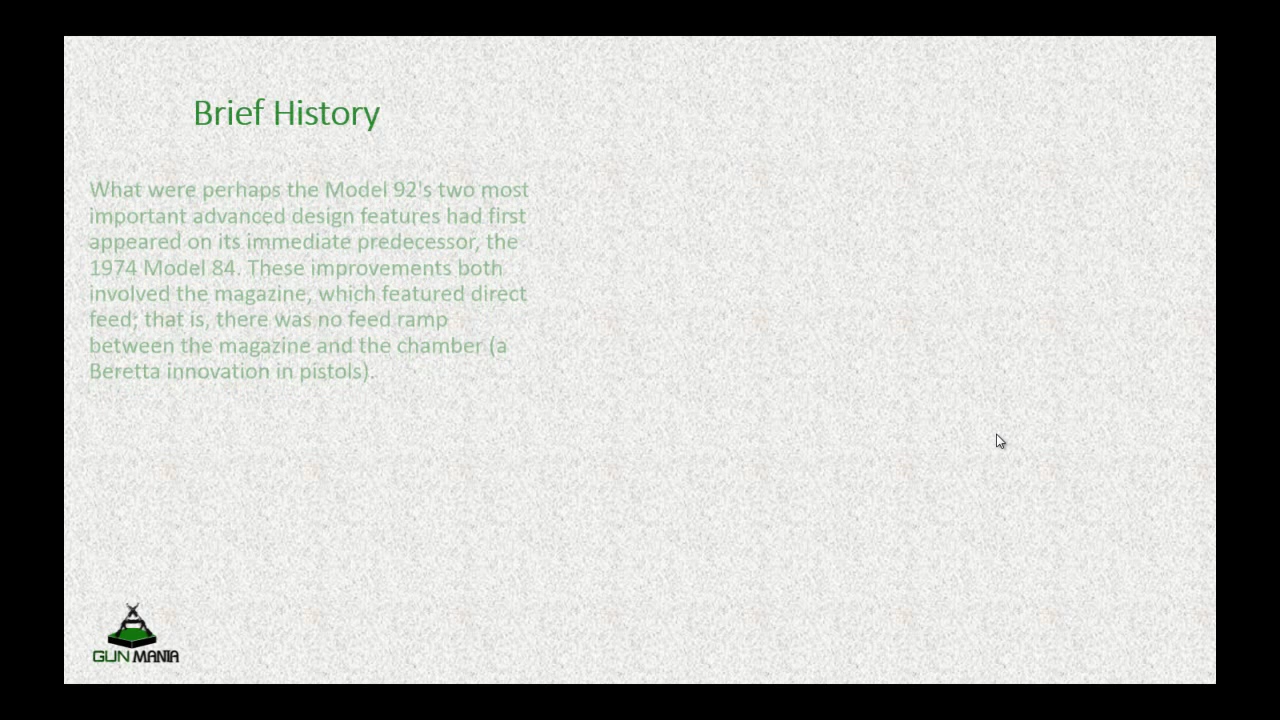 Brief History
What were perhaps the Model 92's two most
important advanced design features had first
appeared on its immediate predecessor, the
1974 Model 84. These improvements both
involved the magazine, which featured direct
feed; that is, there was no feed ramp
between the magazine and the chamber (a
Beretta innovation in pistols).
GUN MANIA